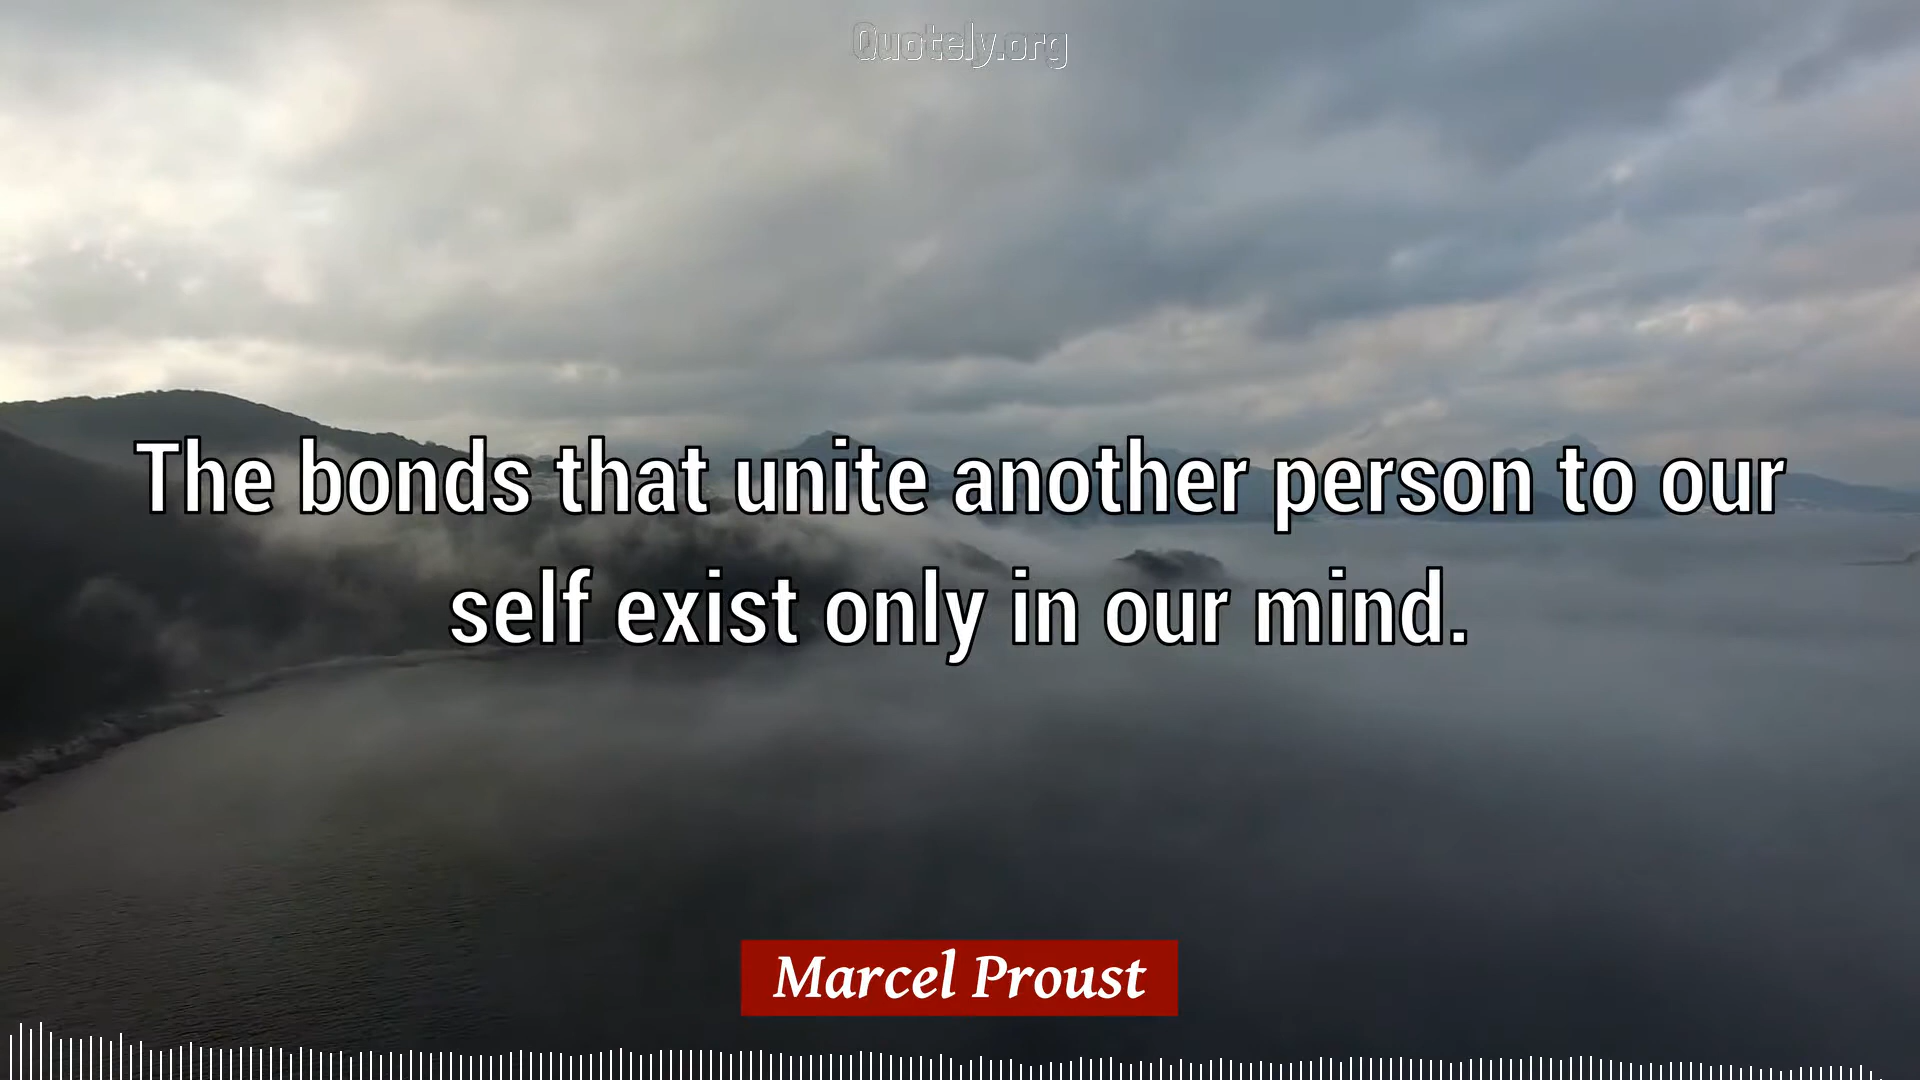 Quotely.org
The bonds that unite another person to our
self exist only in our mind.
Marcel Proust